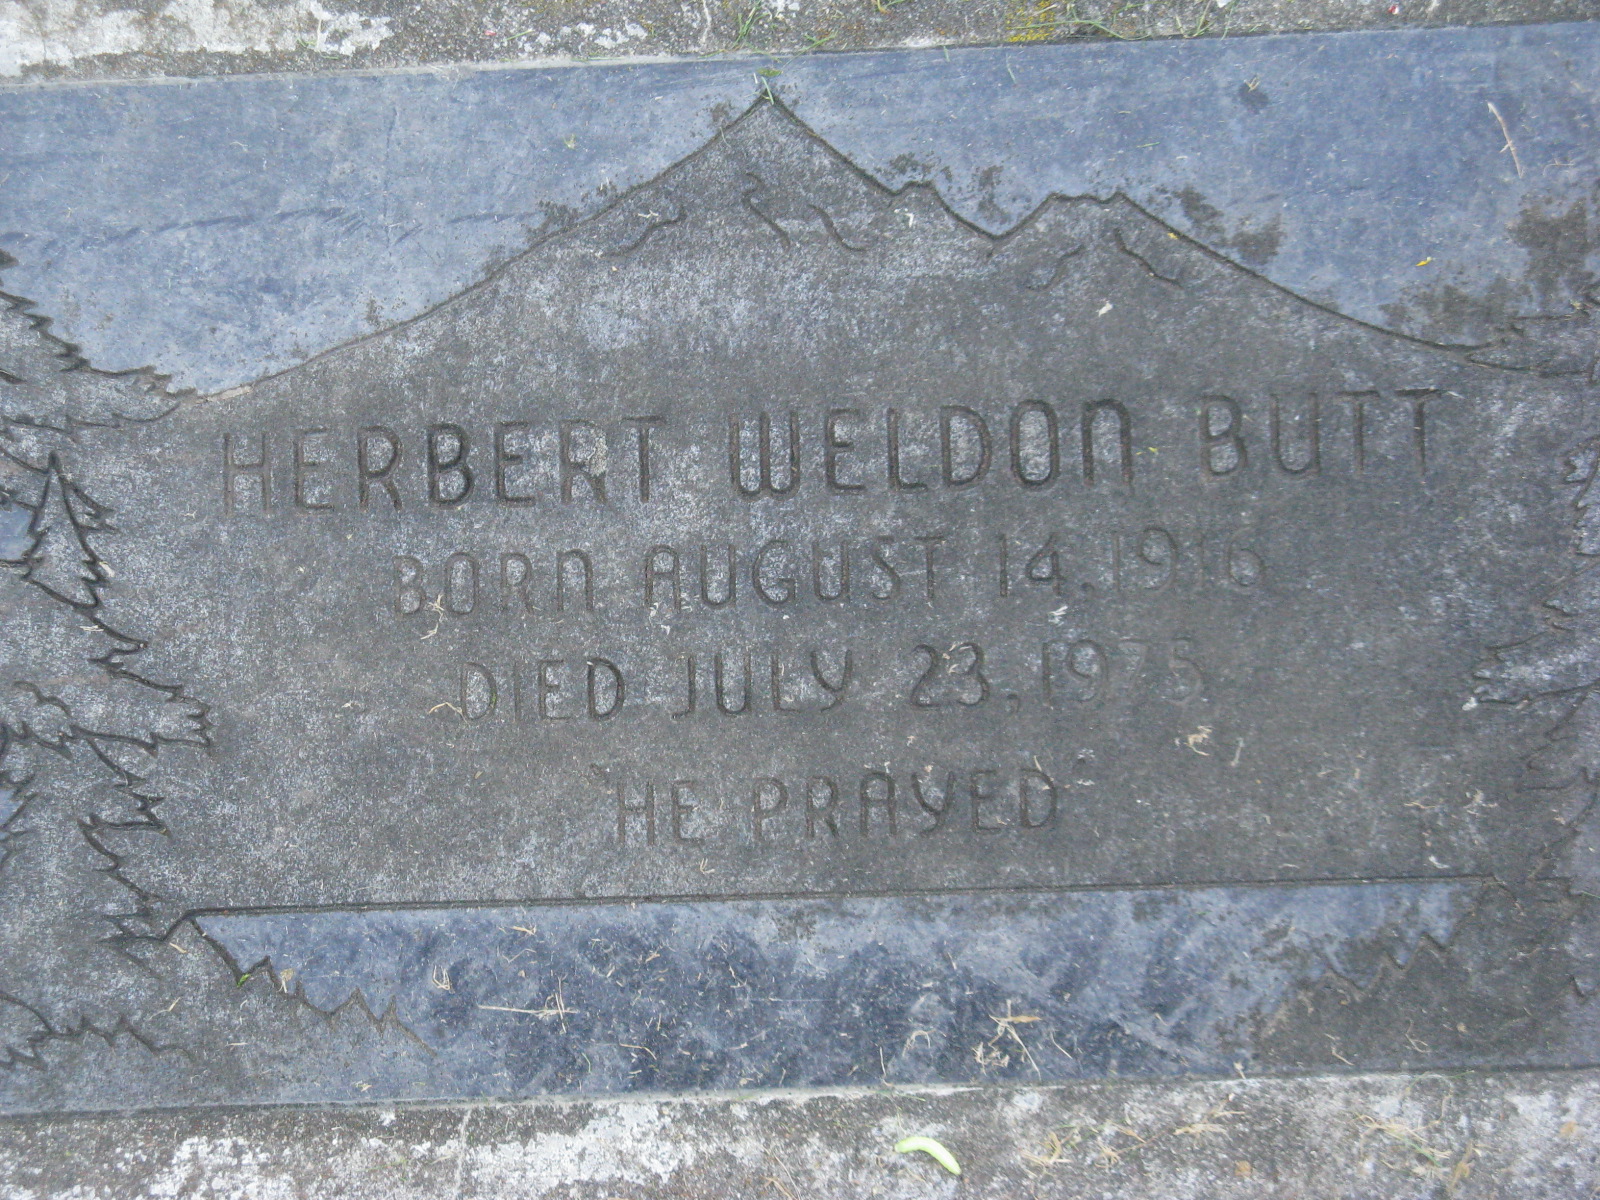 HERBERT WELDON BUTT
BORN AUGUST 14, 1916
DIED JULY 23, 1975
"HE PRAYED"